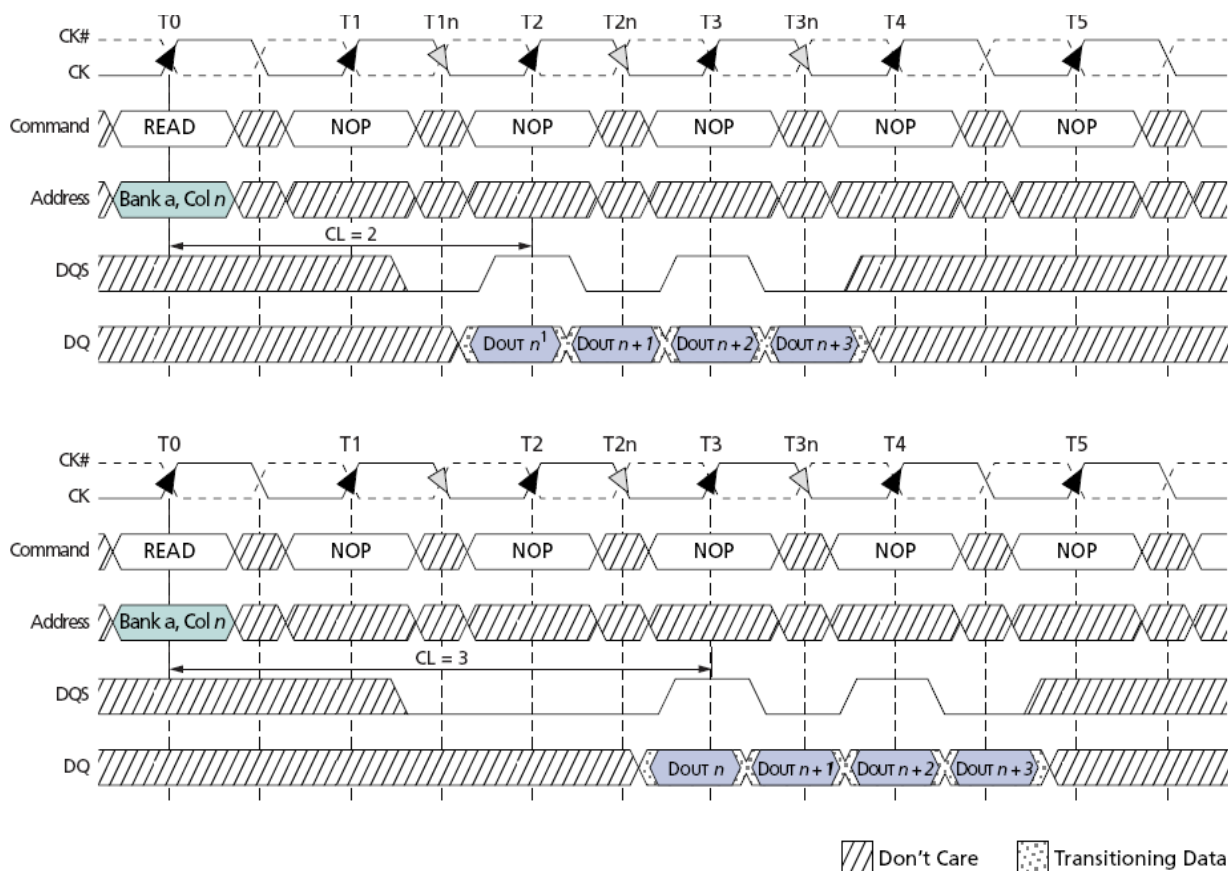 T0 T1 T1n T2 T2n T3 T3n T4 T5
CK#
CK
Command READ NOP NOP NOP NOP NOP
Address Bank a, Col n
CL = 2
DQS
DQ DOUT n1 DOUT n + 1 DOUT n + 2 DOUT n + 3
T0 T1 T2 T2n T3 T3n T4 T5
CK#
CK
Command READ NOP NOP NOP NOP NOP
Address Bank a, Col n
CL = 3
DQS
DQ DOUT n DOUT n + 1 DOUT n + 2 DOUT n + 3
Don't Care Transitioning Data